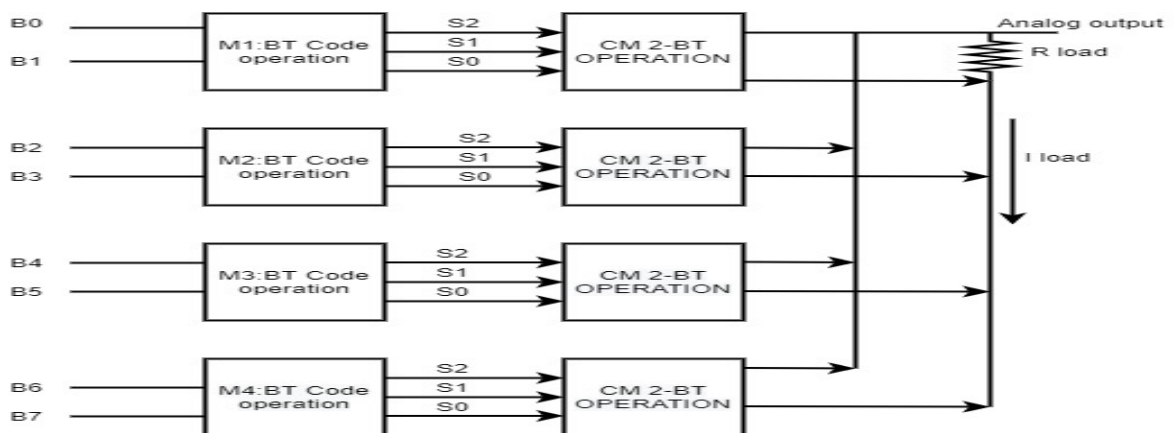 B0
B1
M1:BT Code
operation
S2
S1
S0
CM 2-BT
OPERATION
Analog output
R load
B2
B3
M2:BT Code
operation
S2
S1
S0
CM 2-BT
OPERATION
I load
B4
B5
M3:BT Code
operation
S2
S1
S0
CM 2-BT
OPERATION
B6
B7
M4:BT Code
operation
S2
S1
S0
CM 2-BT
OPERATION